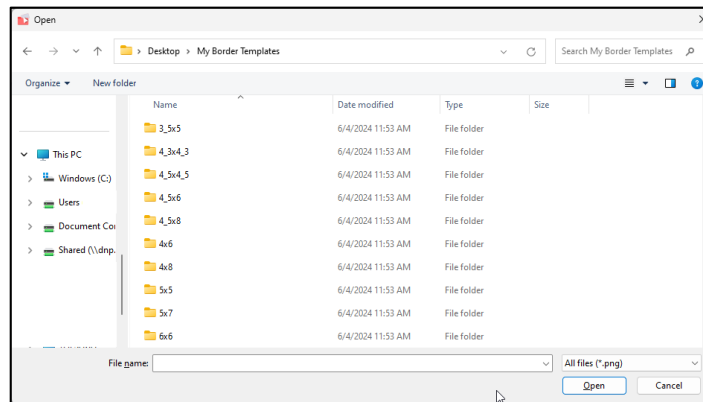 Open
Desktop > My Border Templates
Search My Border Templates
Organize
New folder
Name Date modified Type Size
3_5x5 6/4/2024 11:53 AM File folder
This PC 4_3x4_3 6/4/2024 11:53 AM File folder
4_5x4_5 6/4/2024 11:53 AM File folder
Windows (C:) 4_5x6 6/4/2024 11:53 AM File folder
Users 4_5x8 6/4/2024 11:53 AM File folder
Document Co 4x6 6/4/2024 11:53 AM File folder
Shared (\\dnp. 4x8 6/4/2024 11:53 AM File folder
5x5 6/4/2024 11:53 AM File folder
5x7 6/4/2024 11:53 AM File folder
6x6 6/4/2024 11:53 AM File folder
File name: All files (*.png)
Open Cancel